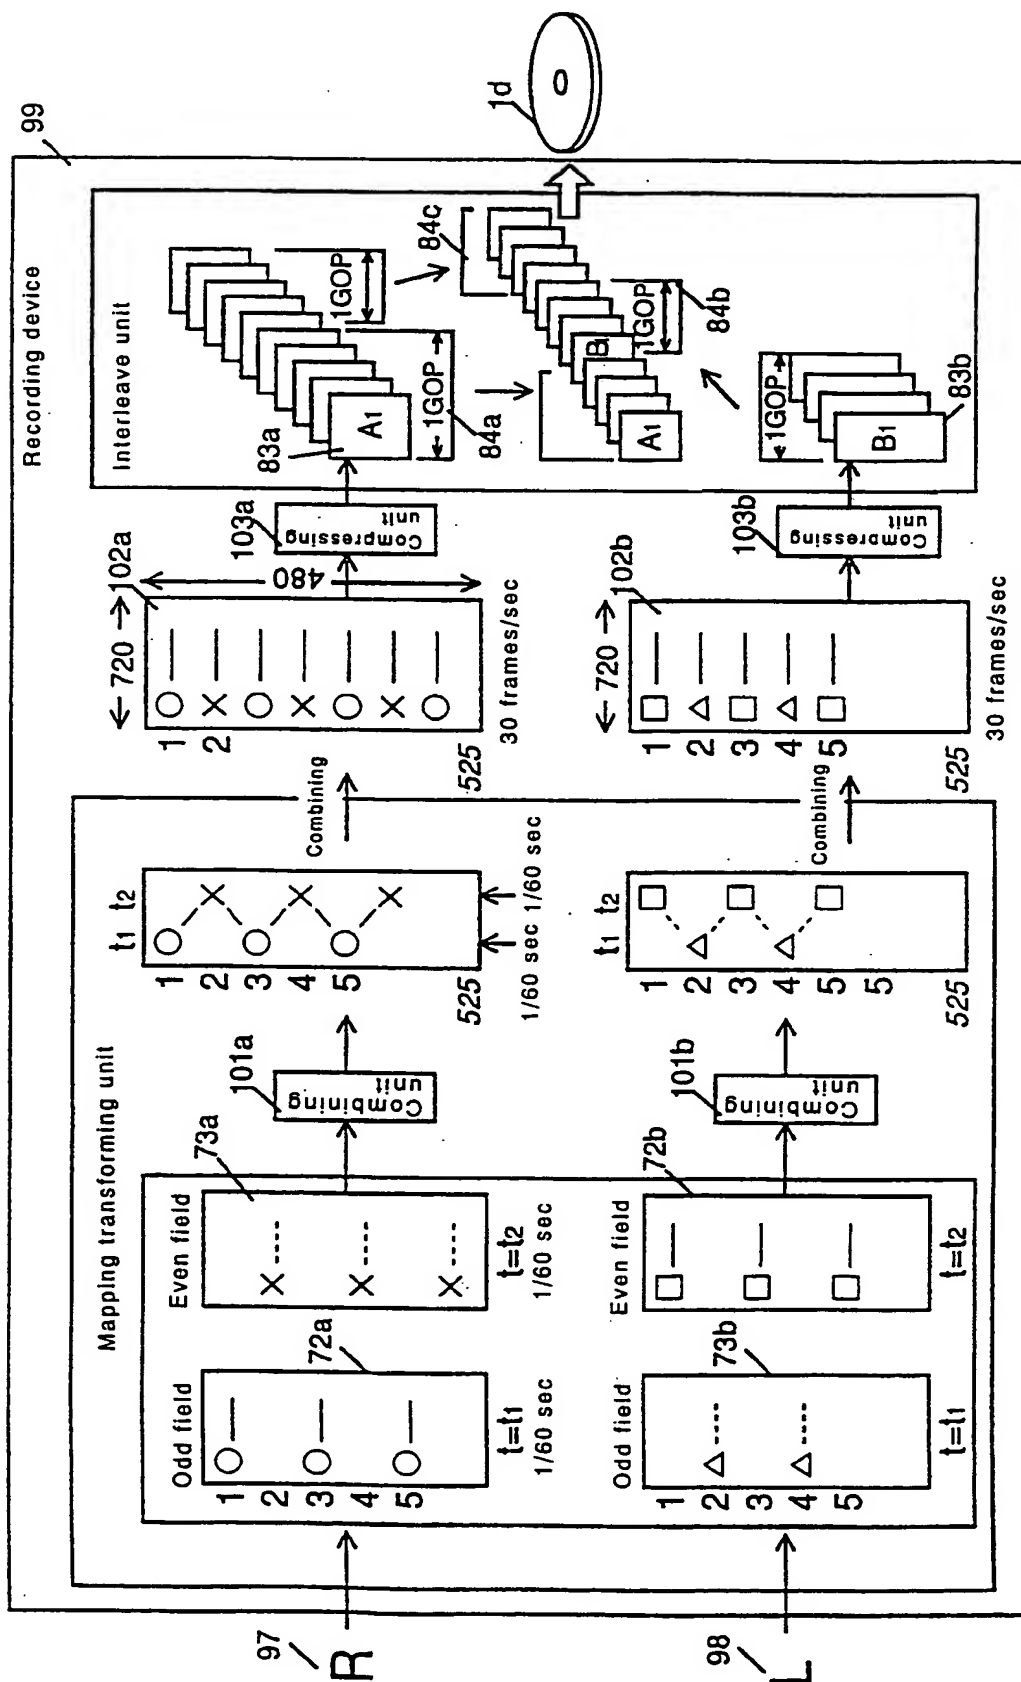 Recording device
99
Interleave unit
Mapping transforming unit
97
R
Odd field
1
2
3
4
5
72a
t=t1
1/60 sec
Even field
73a
t=t2
1/60 sec
101a
Combining
unit
t1 t2
1
2
3
4
5
525
1/60 sec 1/60 sec
Combining
← 720 →
102a
1
2
480
525
30 frames/sec
103a
Compressing
unit
83a
A1
1GOP
84a
1GOP
84c
A1
B1
1GOP
84b
1d
98
L
Odd field
1
2
3
4
5
73b
t=t1
Even field
72b
t=t2
101b
Combining
unit
t1 t2
1
2
3
4
5
5
525
Combining
← 720 →
102b
1
2
3
4
5
525
30 frames/sec
103b
Compressing
unit
1GOP
B1
83b